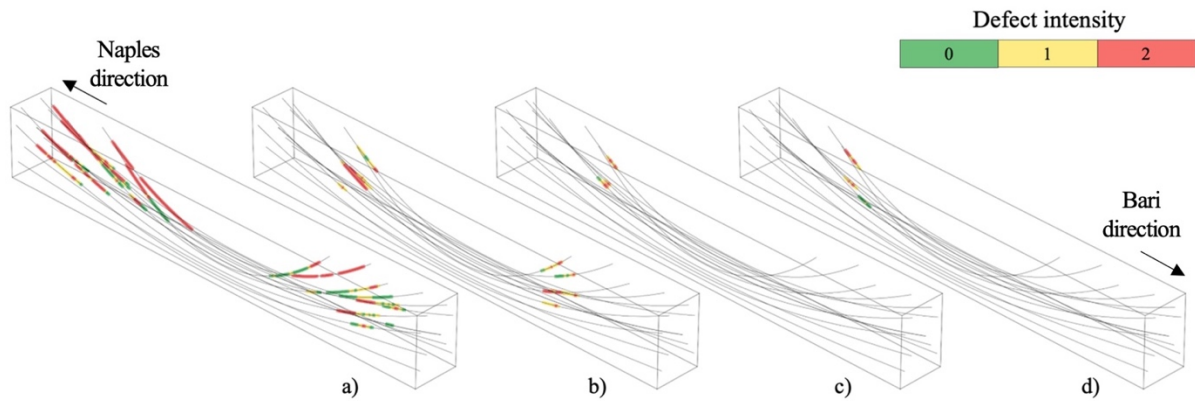 Defect intensity
0 1 2
Naples
direction
Bari
direction
a) b) c) d)